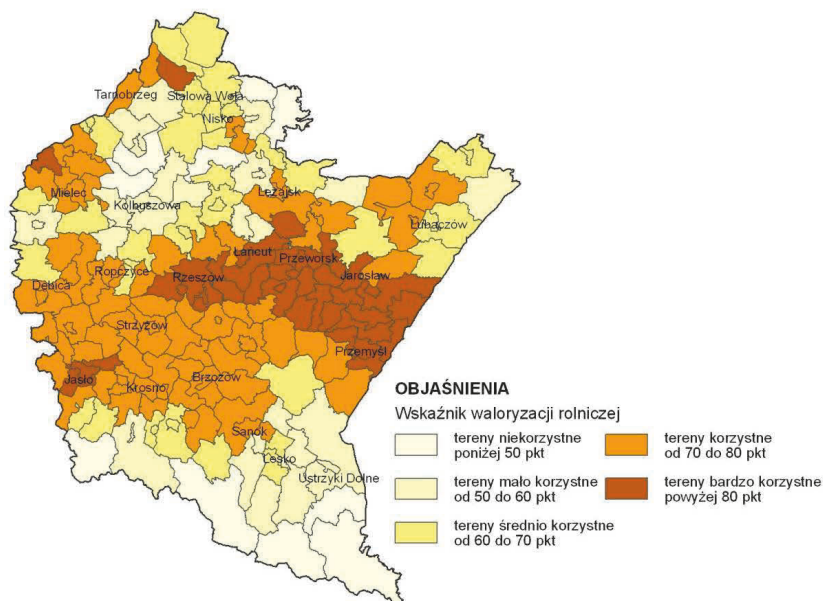 Tarnobrzeg
Stalowa Wola
Nisko
Mielec
Kolbuszowa
Leżajsk
Lubaczów
Łańcut
Przeworsk
Ropczyce
Rzeszów
Jarosław
Dębica
Strzyżów
Przemyśl
Jasło
Krosno
Brzozów
Sanok
Lesko
Ustrzyki Dolne
OBJAŚNIENIA
Wskaźnik waloryzacji rolniczej
tereny niekorzystne
poniżej 50 pkt
tereny mało korzystne
od 50 do 60 pkt
tereny średnio korzystne
od 60 do 70 pkt
tereny korzystne
od 70 do 80 pkt
tereny bardzo korzystne
powyżej 80 pkt